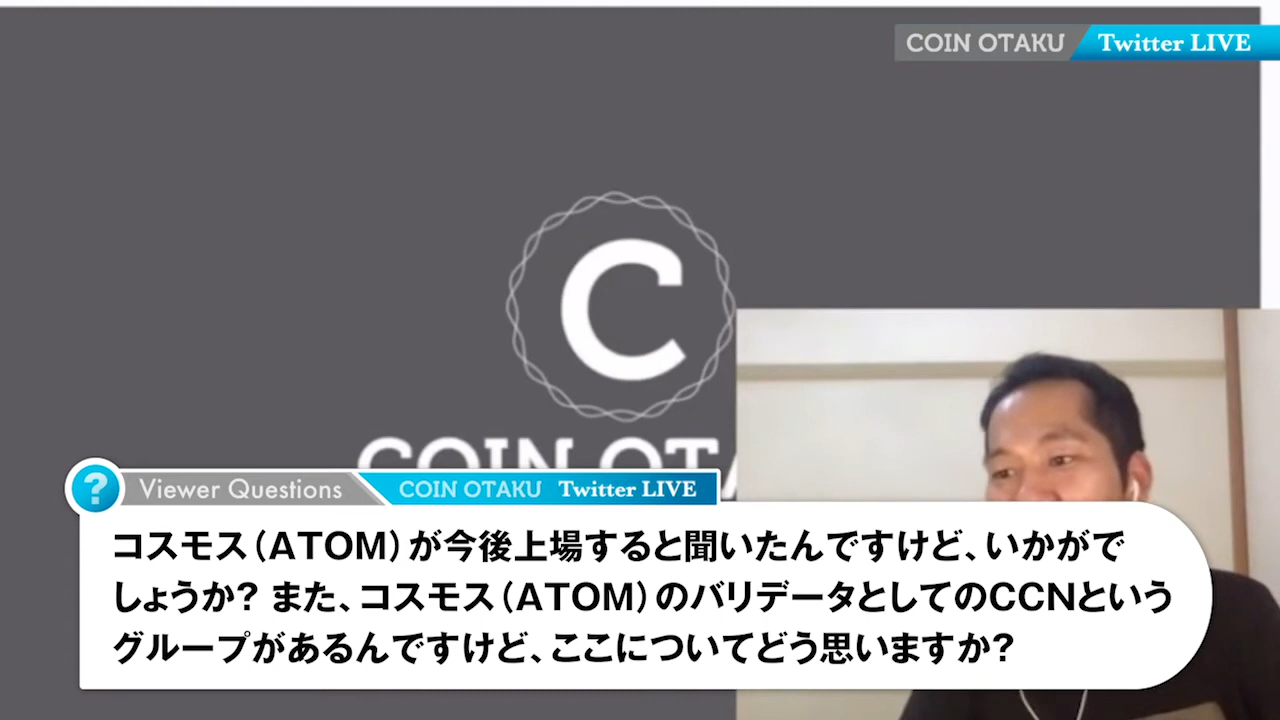 COIN OTAKU Twitter LIVE
C
COIN OTA
? Viewer Questions COIN OTAKU Twitter LIVE
コスモス(ATOM)が今後上場すると聞いたんですけど、いかがで
しょうか? また、コスモス(ATOM)のバリデータとしてのCCNという
グループがあるんですけど、ここについてどう思いますか?